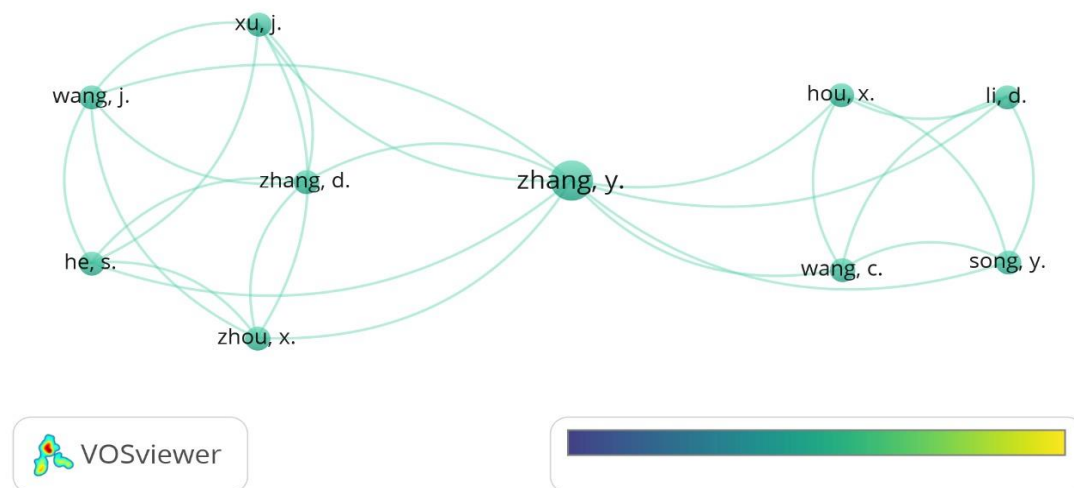 xu, j.
wang, j.
hou, x.
li, d.
zhang, d.
zhang, y.
he, s.
wang, c.
song, y.
zhou, x.
VOSviewer